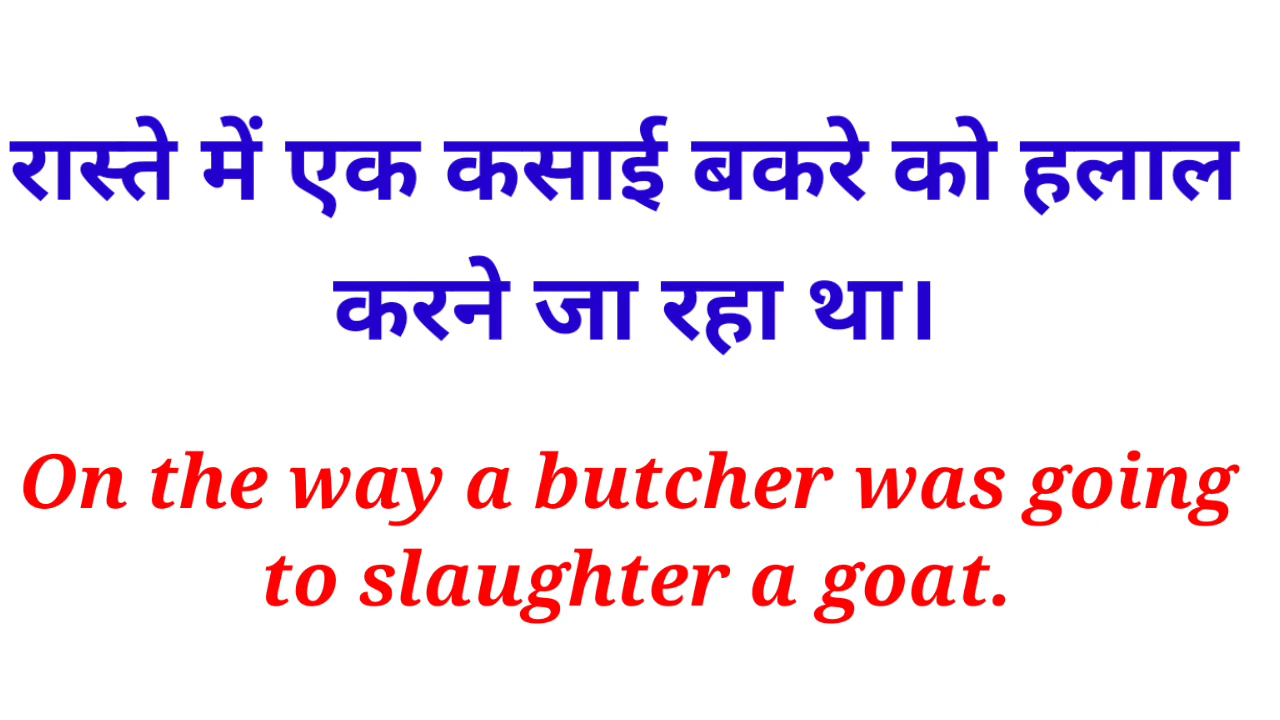 रास्ते में एक कसाई बकरे को हलाल
करने जा रहा था।
On the way a butcher was going
to slaughter a goat.